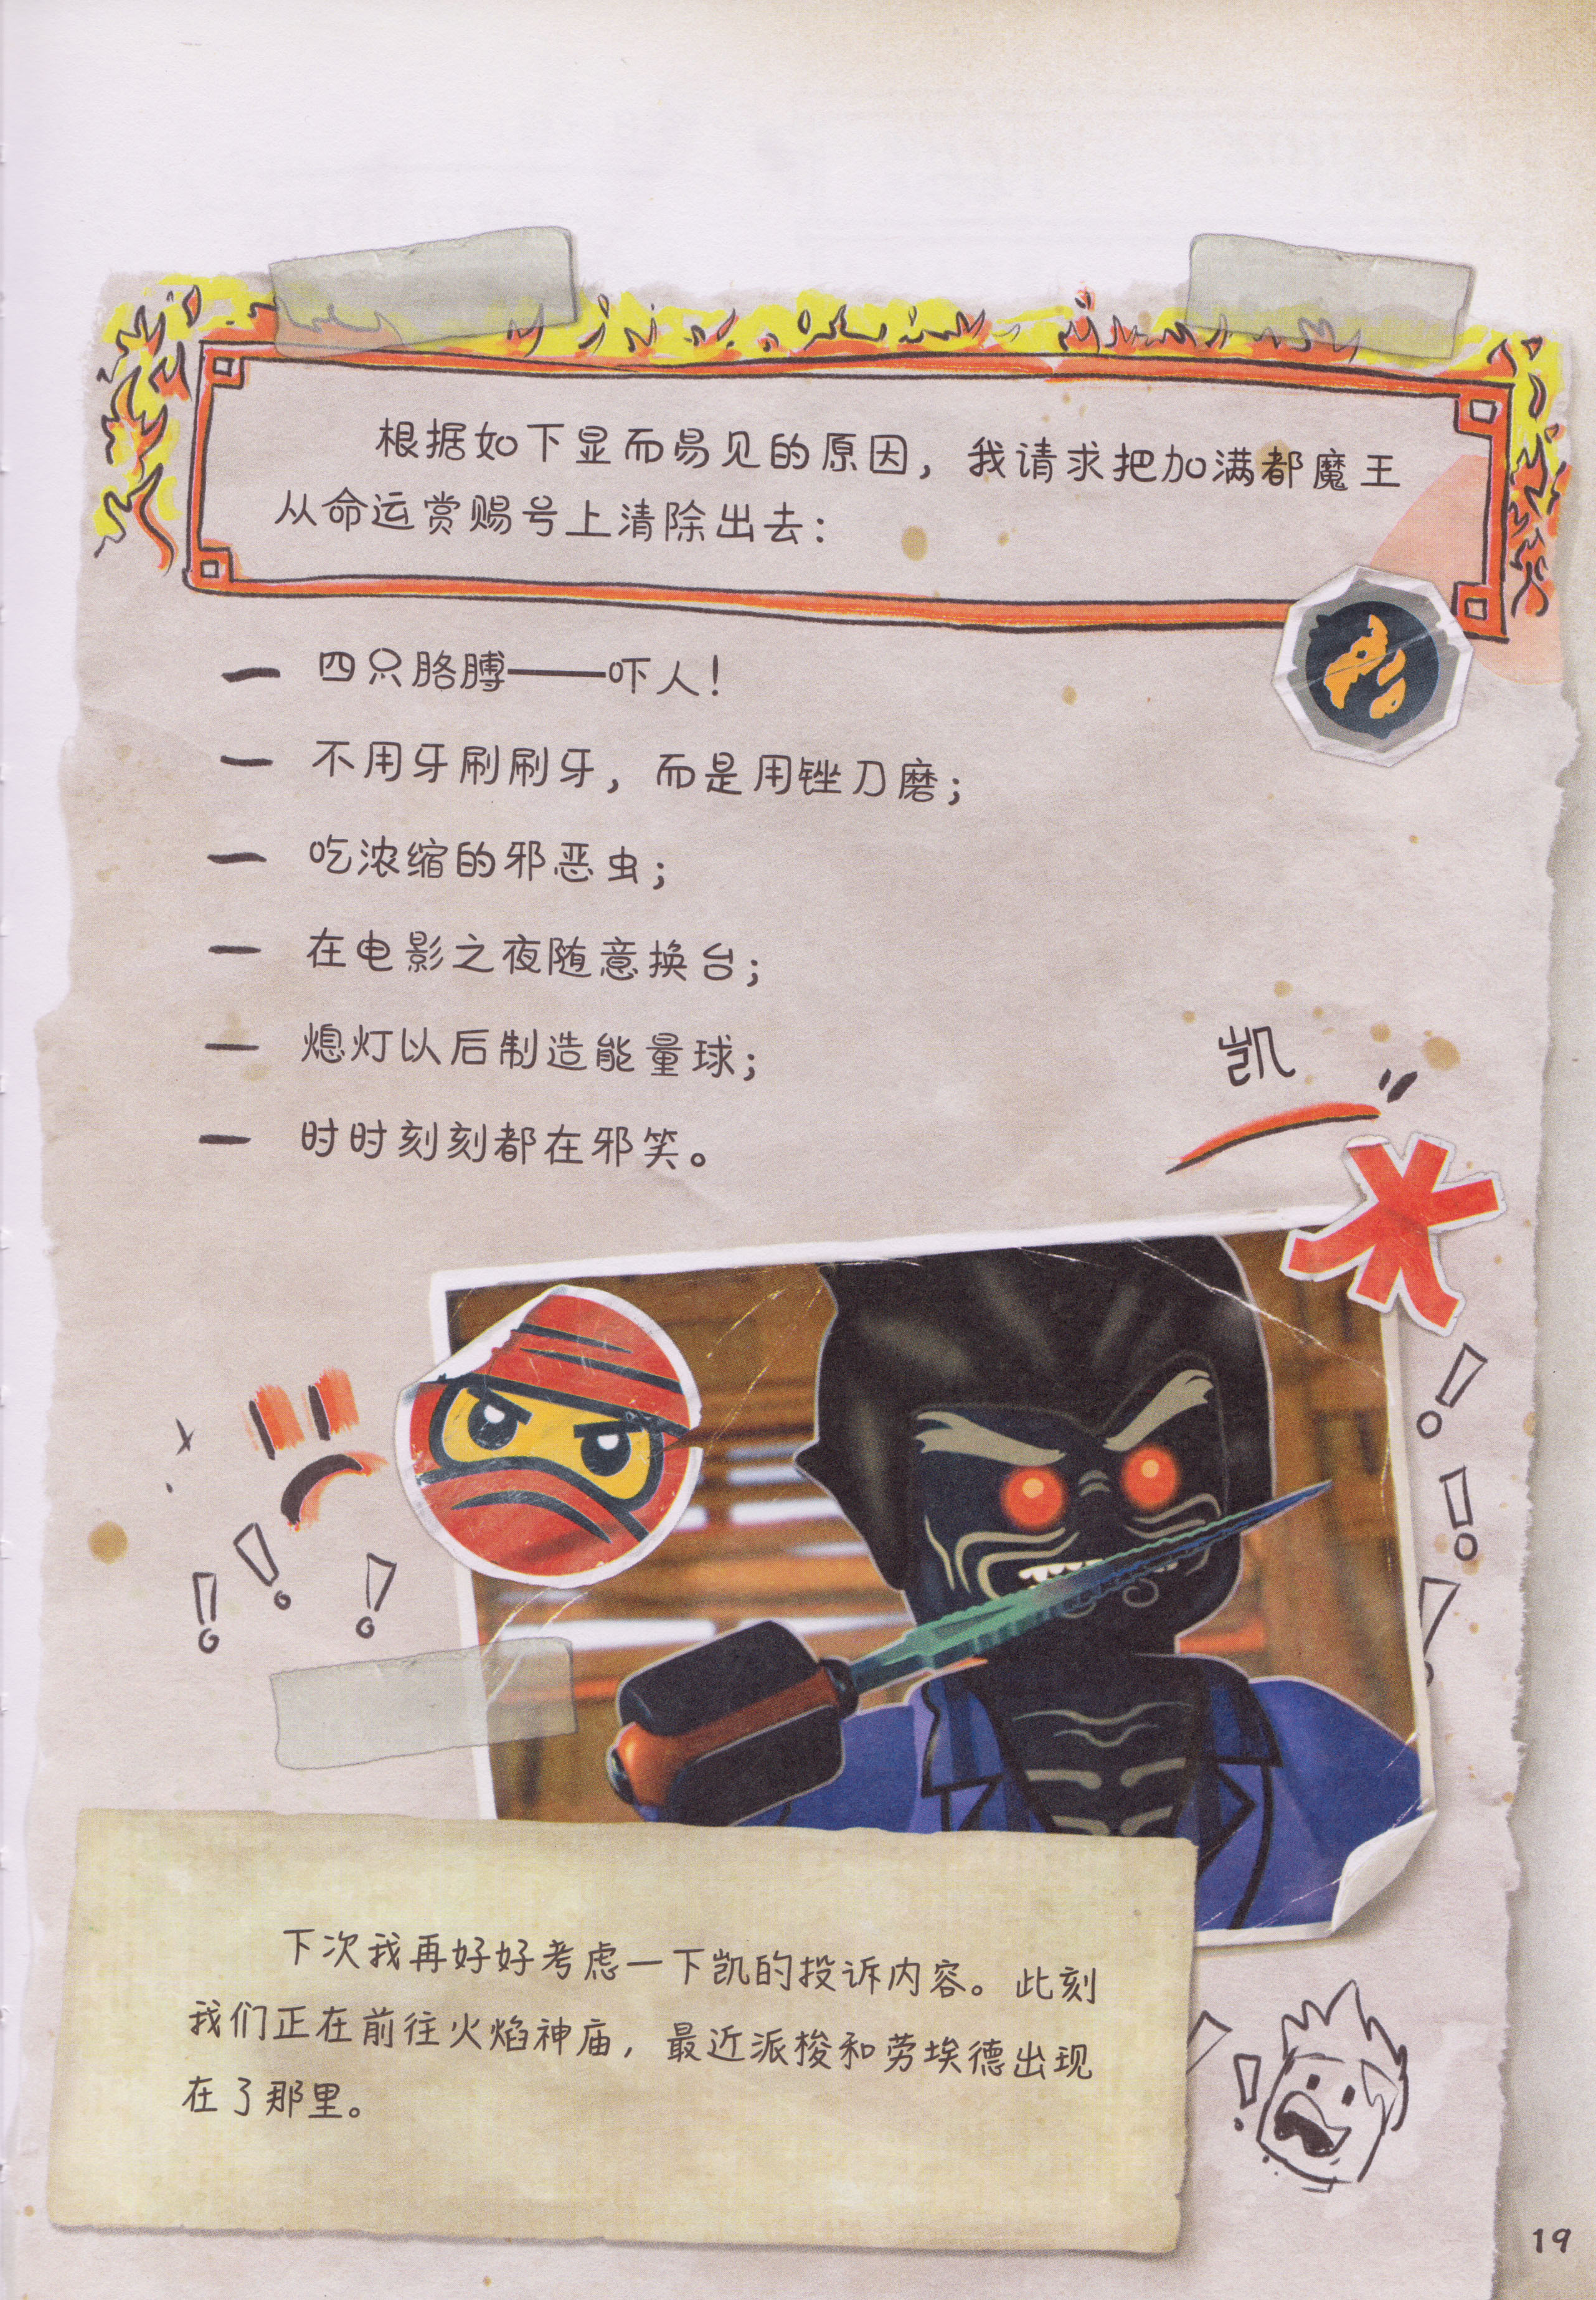 根据如下显而易见的原因，我请求把加满都魔王
从命运赏赐号上清除出去：
— 四只胳膊——吓人！
— 不用牙刷刷牙，而是用锉刀磨；
— 吃浓缩的邪恶虫；
— 在电影之夜随意换台；
— 熄灯以后制造能量球；
— 时时刻刻都在邪笑。
凯
下次我再好好考虑一下凯的投诉内容。此刻
我们正在前往火焰神庙，最近派梭和劳埃德出现
在了那里。
19